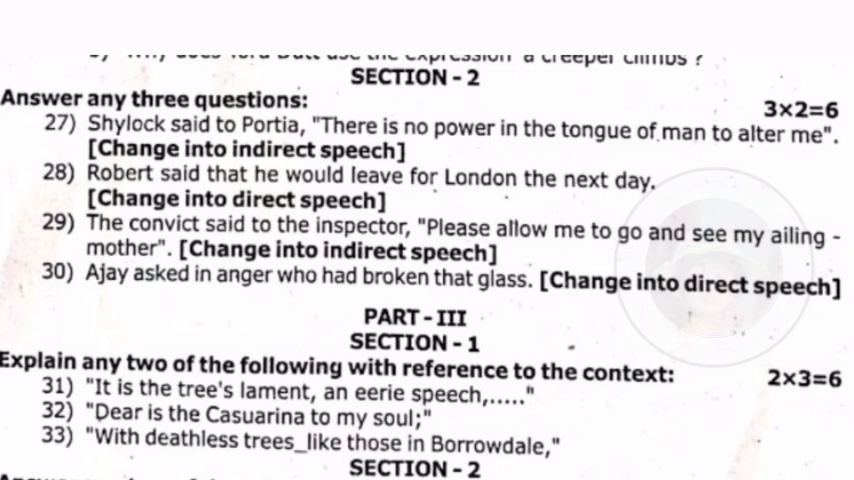 expression 'a creeper climbs ?
SECTION - 2
Answer any three questions: 3×2=6
27) Shylock said to Portia, "There is no power in the tongue of man to alter me".
[Change into indirect speech]
28) Robert said that he would leave for London the next day.
[Change into direct speech]
29) The convict said to the inspector, "Please allow me to go and see my ailing -
mother". [Change into indirect speech]
30) Ajay asked in anger who had broken that glass. [Change into direct speech]
PART - III
SECTION - 1
Explain any two of the following with reference to the context: 2×3=6
31) "It is the tree's lament, an eerie speech,....."
32) "Dear is the Casuarina to my soul;"
33) "With deathless trees_like those in Borrowdale,"
SECTION - 2